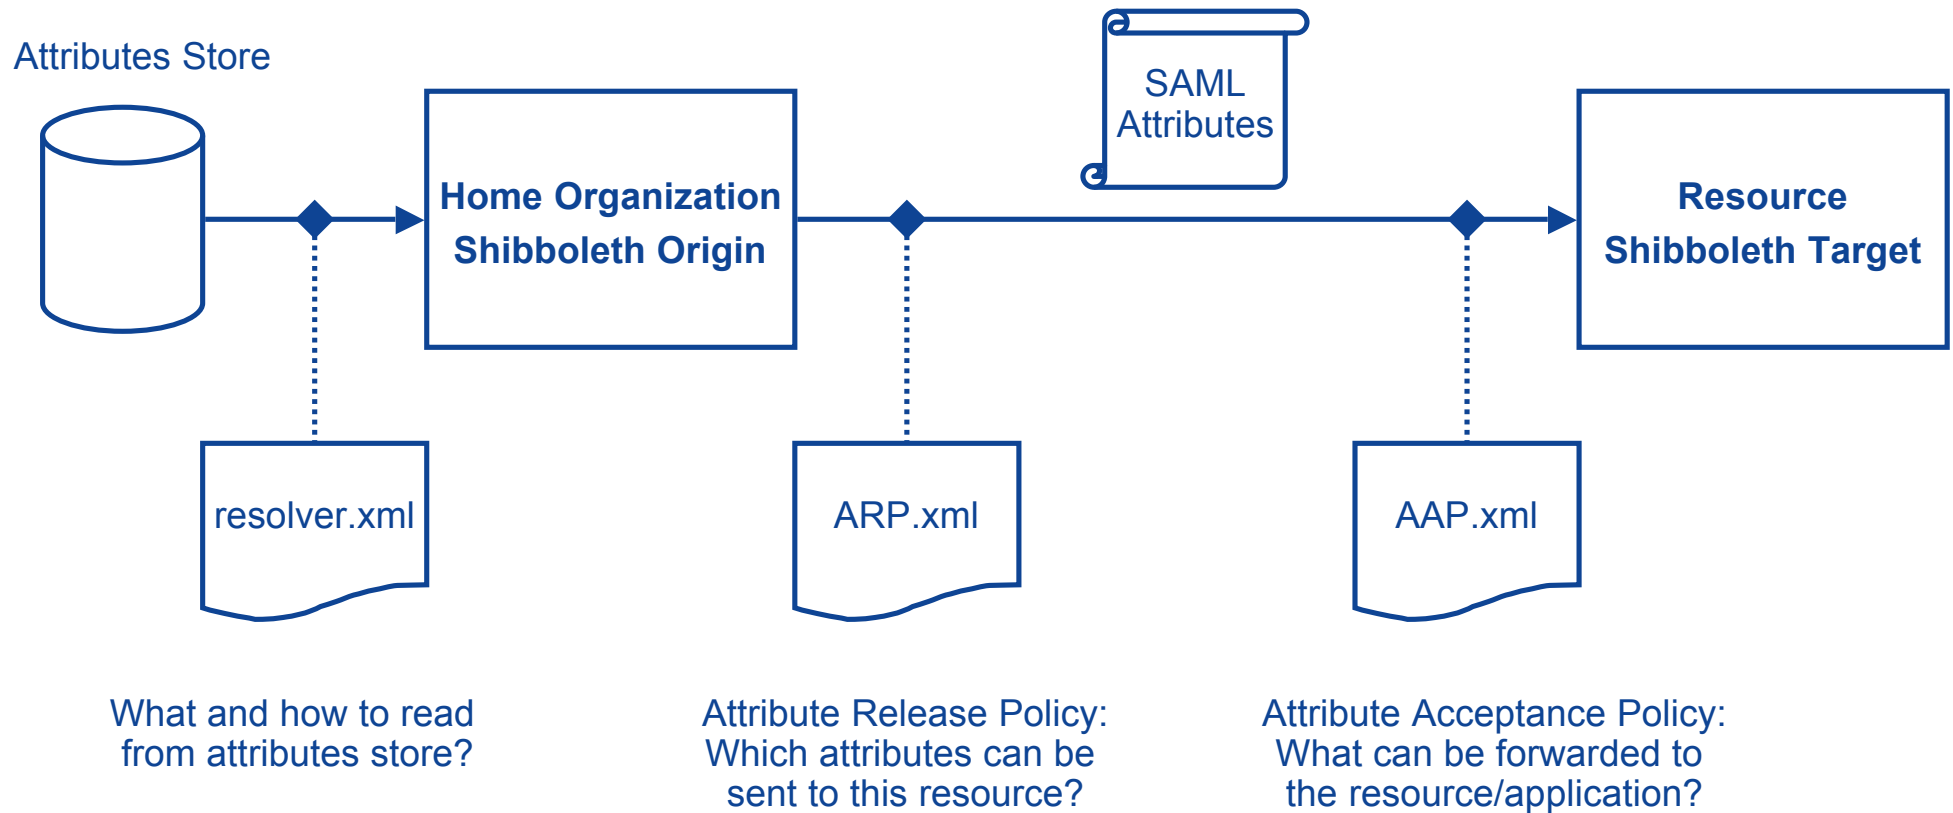 Attributes Store
SAML
Attributes
Home Organization
Shibboleth Origin
Resource
Shibboleth Target
resolver.xml
ARP.xml
AAP.xml
What and how to read
from attributes store?
Attribute Release Policy:
Which attributes can be
sent to this resource?
Attribute Acceptance Policy:
What can be forwarded to
the resource/application?